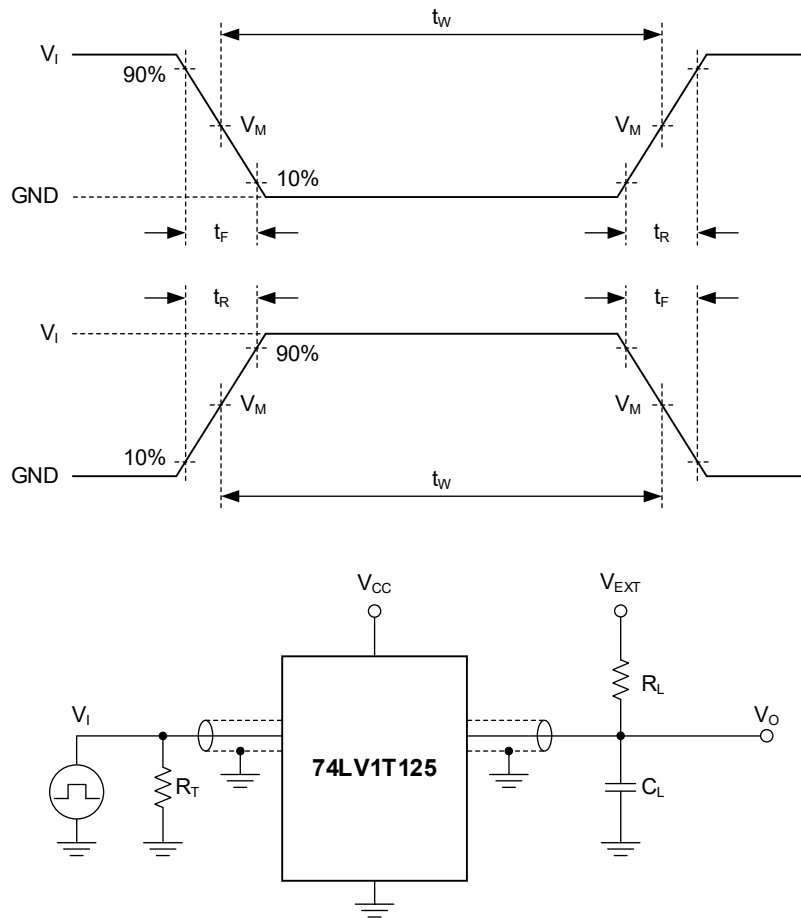 tW
VI
90%
VM
VM
10%
GND
tF
tR
tR
tF
VI
90%
VM
VM
10%
GND
tW
VCC
VEXT
RL
VI
VO
74LV1T125
RT
CL